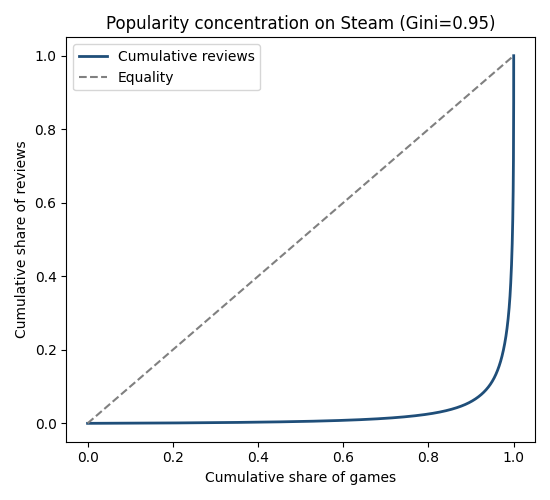 Popularity concentration on Steam (Gini=0.95)
Cumulative reviews
Equality
1.0
0.8
0.6
0.4
0.2
0.0
Cumulative share of reviews
0.0 0.2 0.4 0.6 0.8 1.0
Cumulative share of games